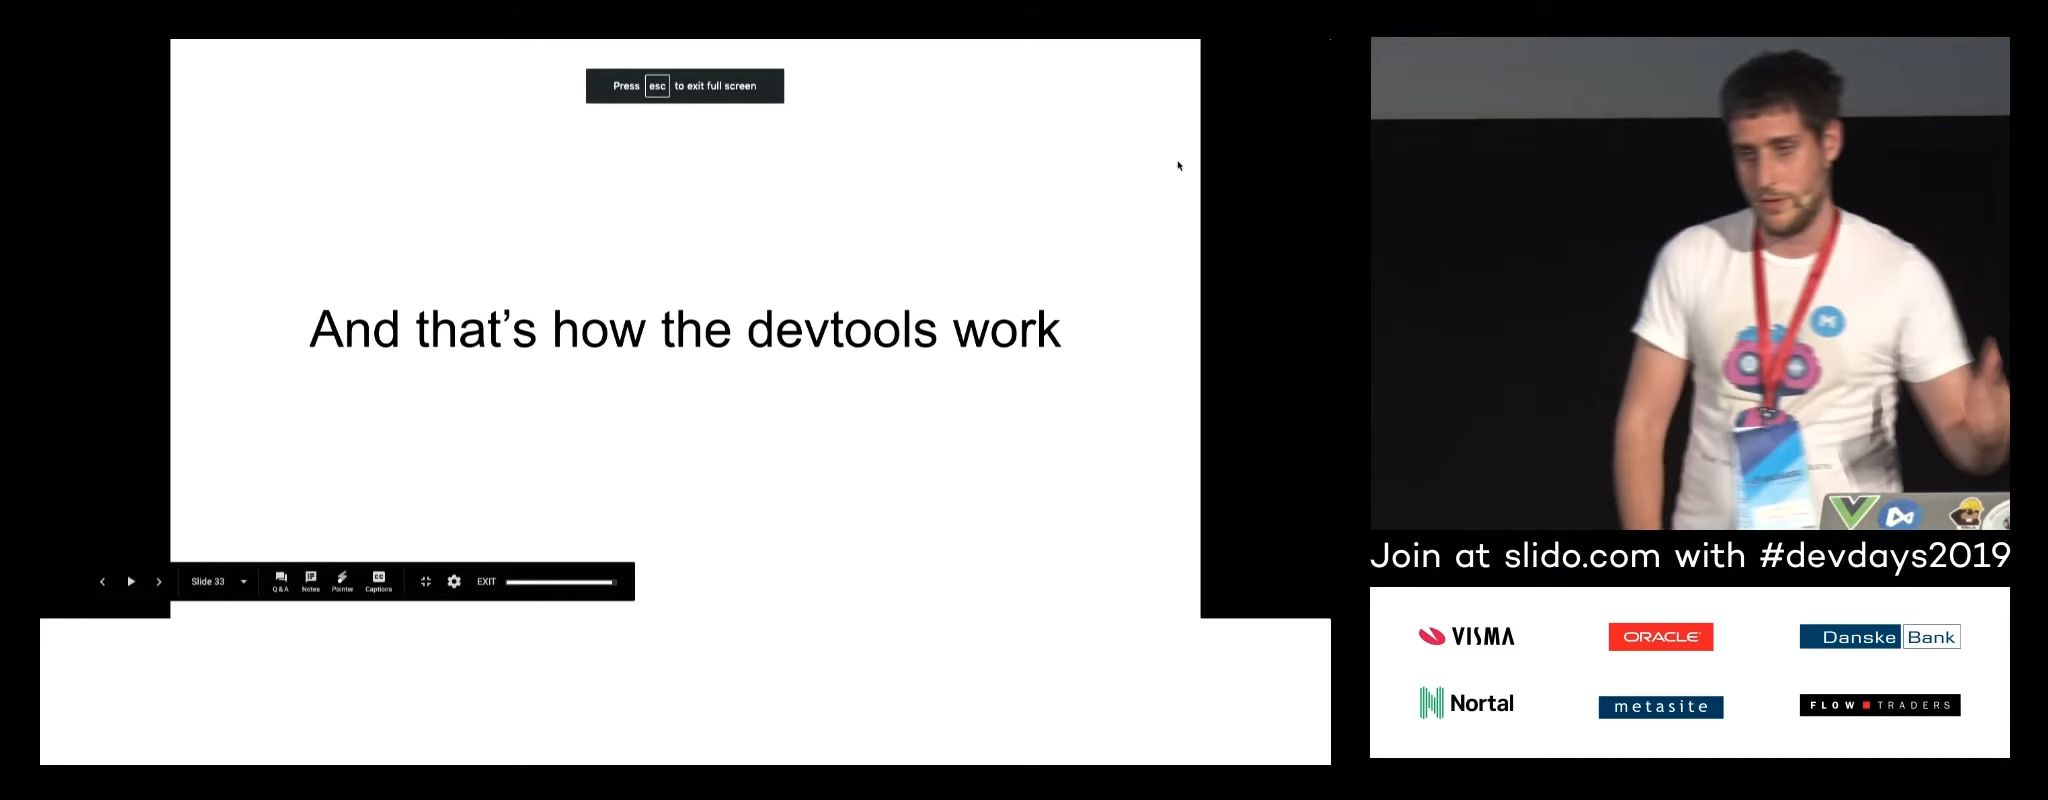 Press esc to exit full screen
And that's how the devtools work
Slide 33
Q&A
Notes
Pointer
CC
Captions
EXIT
Join at slido.com with #devdays2019
VISMA
ORACLE
Danske Bank
Nortal
metasite
FLOW TRADERS